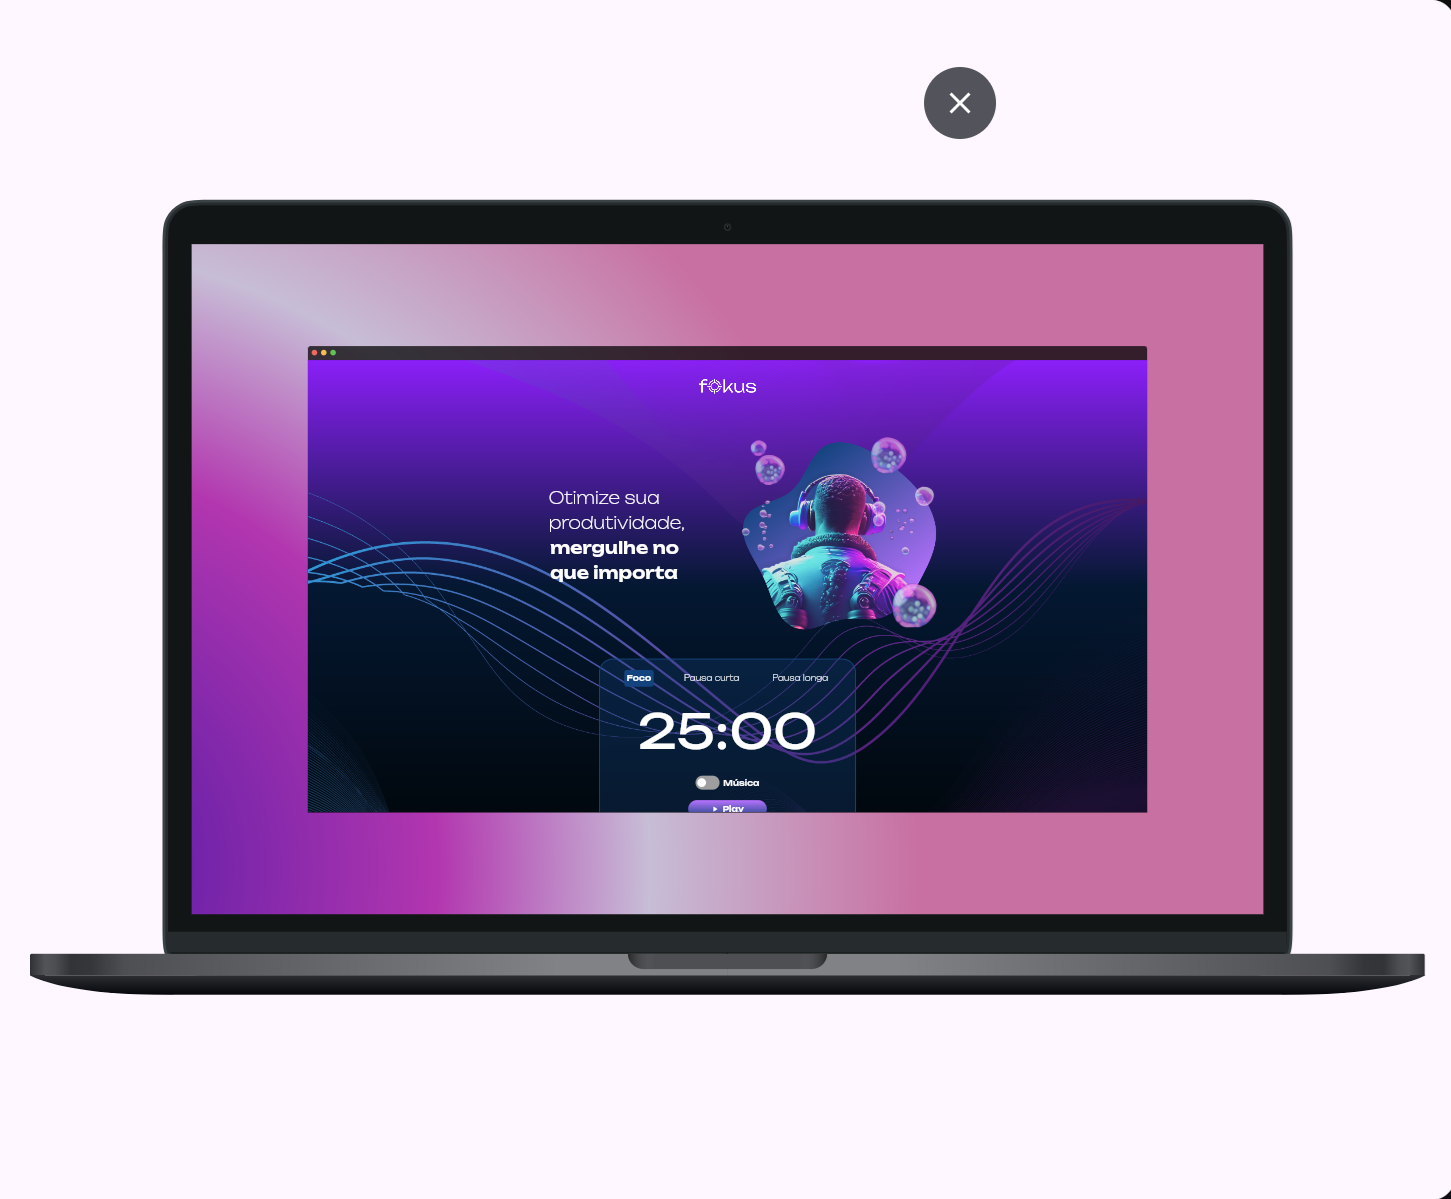 fokus
Otimize sua
produtividade,
mergulhe no
que importa
Foco Pausa curta Pausa longa
25:00
Música
Play